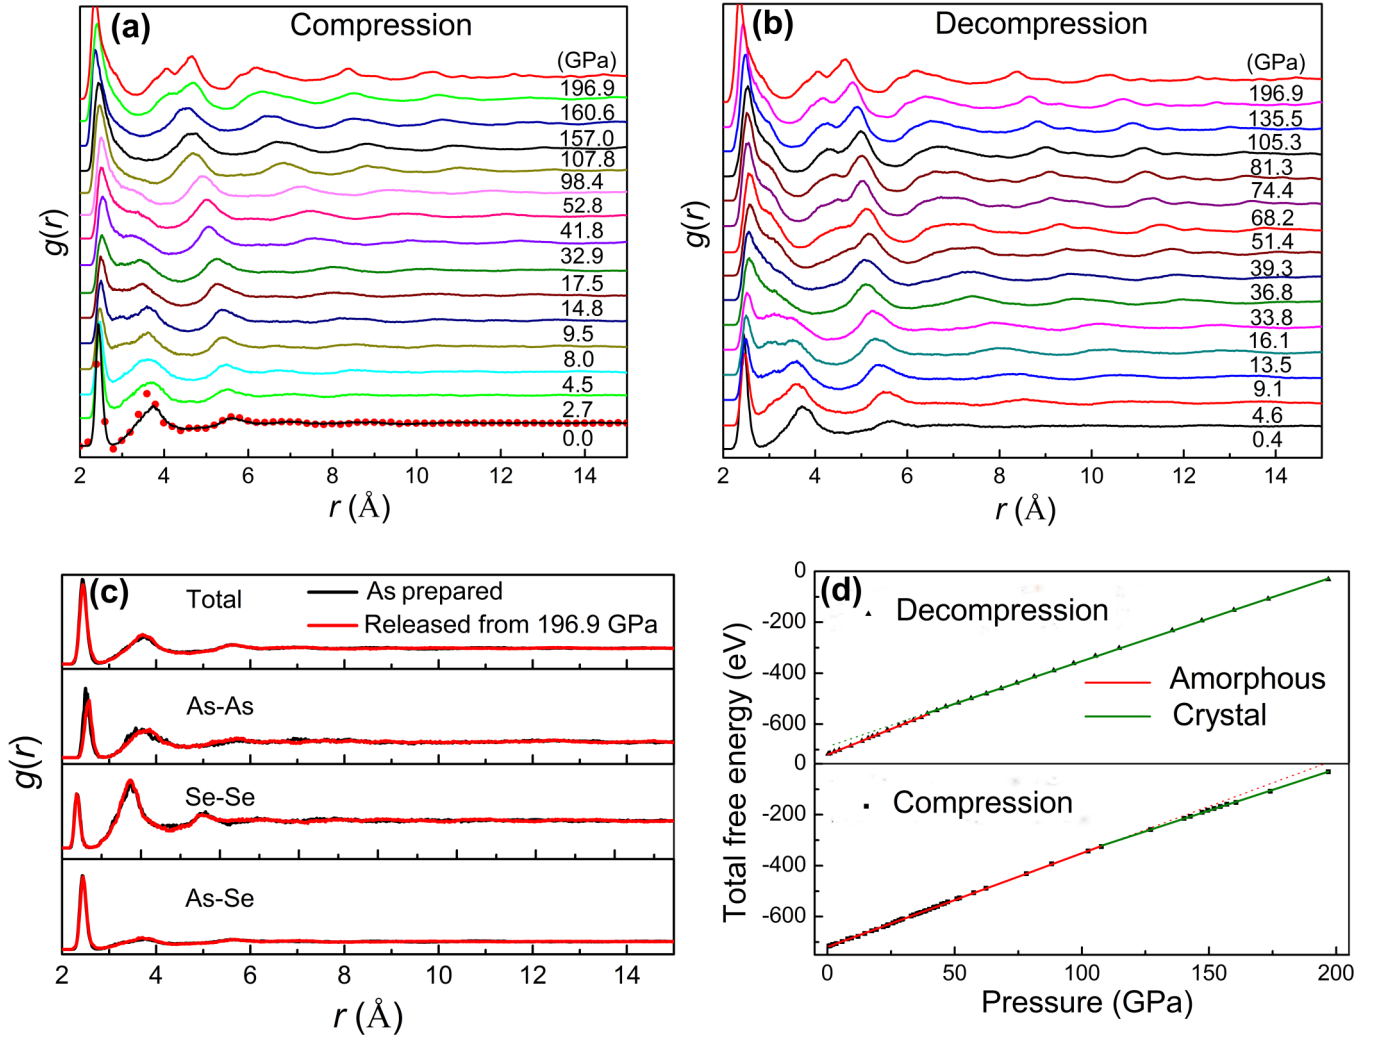 (a) Compression
(GPa)
196.9
160.6
157.0
107.8
98.4
52.8
41.8
32.9
17.5
14.8
9.5
8.0
4.5
2.7
0.0
g(r)
2 4 6 8 10 12 14
r (Å)
(b) Decompression
(GPa)
196.9
135.5
105.3
81.3
74.4
68.2
51.4
39.3
36.8
33.8
16.1
13.5
9.1
4.6
0.4
g(r)
2 4 6 8 10 12 14
r (Å)
(c)
Total
As prepared
Released from 196.9 GPa
As-As
Se-Se
As-Se
g(r)
2 4 6 8 10 12 14
r (Å)
(d)
Decompression
Amorphous
Crystal
Compression
0
-200
-400
-600
0
-200
-400
-600
Total free energy (eV)
0 50 100 150 200
Pressure (GPa)